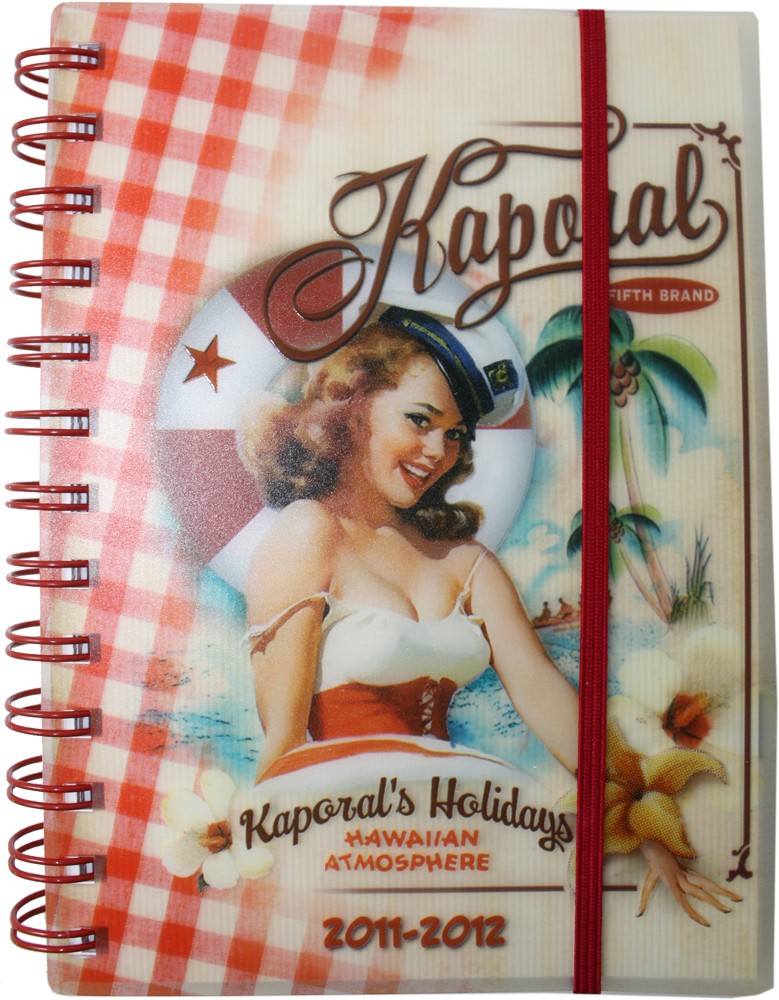 Kaporal
FIFTH BRAND
Kaporal's Holidays
HAWAIIAN
ATMOSPHERE
2011-2012